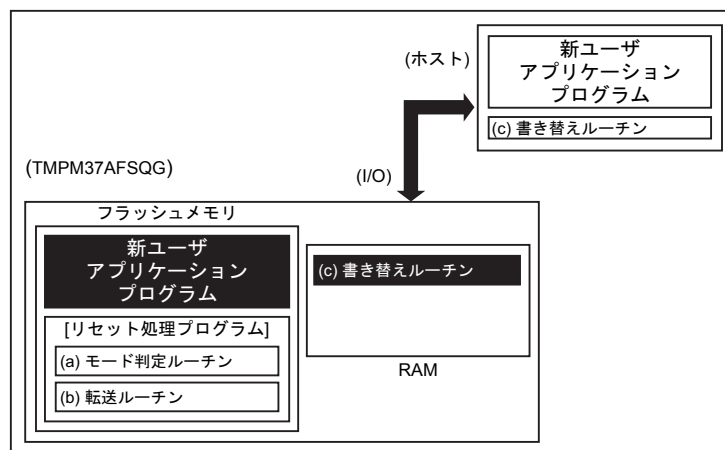 (ホスト)
新ユーザ
アプリケーション
プログラム
(c) 書き替えルーチン
(TMPM37AFSQG)
(I/O)
フラッシュメモリ
新ユーザ
アプリケーション
プログラム
[リセット処理プログラム]
(a) モード判定ルーチン
(b) 転送ルーチン
(c) 書き替えルーチン
RAM